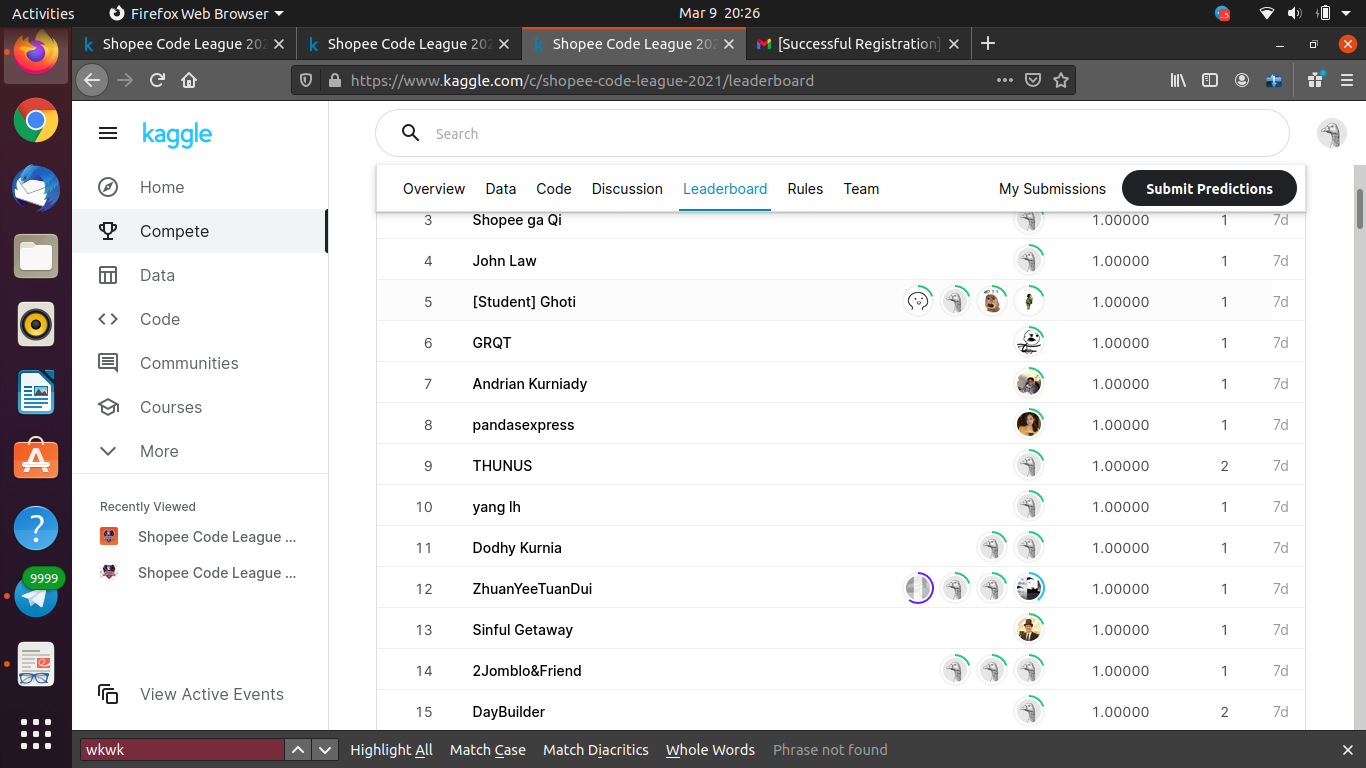 Activities Firefox Web Browser Mar 9 20:26
Shopee Code League 202 Shopee Code League 202 Shopee Code League 202 [Successful Registration]
https://www.kaggle.com/c/shopee-code-league-2021/leaderboard
kaggle
Search
Home
Compete
Data
Code
Communities
Courses
More
Recently Viewed
Shopee Code League ...
Shopee Code League ...
View Active Events
9999
Overview Data Code Discussion Leaderboard Rules Team My Submissions Submit Predictions
3 Shopee ga Qi 1.00000 1 7d
4 John Law 1.00000 1 7d
5 [Student] Ghoti 1.00000 1 7d
6 GRQT 1.00000 1 7d
7 Andrian Kurniady 1.00000 1 7d
8 pandasexpress 1.00000 1 7d
9 THUNUS 1.00000 2 7d
10 yang lh 1.00000 1 7d
11 Dodhy Kurnia 1.00000 1 7d
12 ZhuanYeeTuanDui 1.00000 1 7d
13 Sinful Getaway 1.00000 1 7d
14 2Jomblo&Friend 1.00000 1 7d
15 DayBuilder 1.00000 2 7d
wkwk Highlight All Match Case Match Diacritics Whole Words Phrase not found